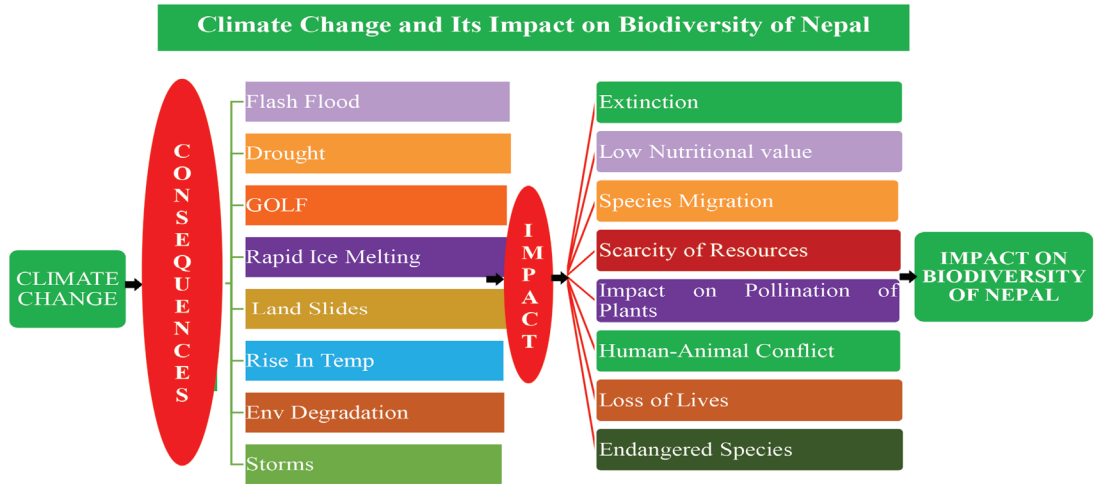 Climate Change and Its Impact on Biodiversity of Nepal
CLIMATE
CHANGE
CONSEQUENCES
Flash Flood
Drought
GOLF
Rapid Ice Melting
Land Slides
Rise In Temp
Env Degradation
Storms
IMPACT
Extinction
Low Nutritional value
Species Migration
Scarcity of Resources
Impact on Pollination of
Plants
Human-Animal Conflict
Loss of Lives
Endangered Species
IMPACT ON
BIODIVERSITY
OF NEPAL